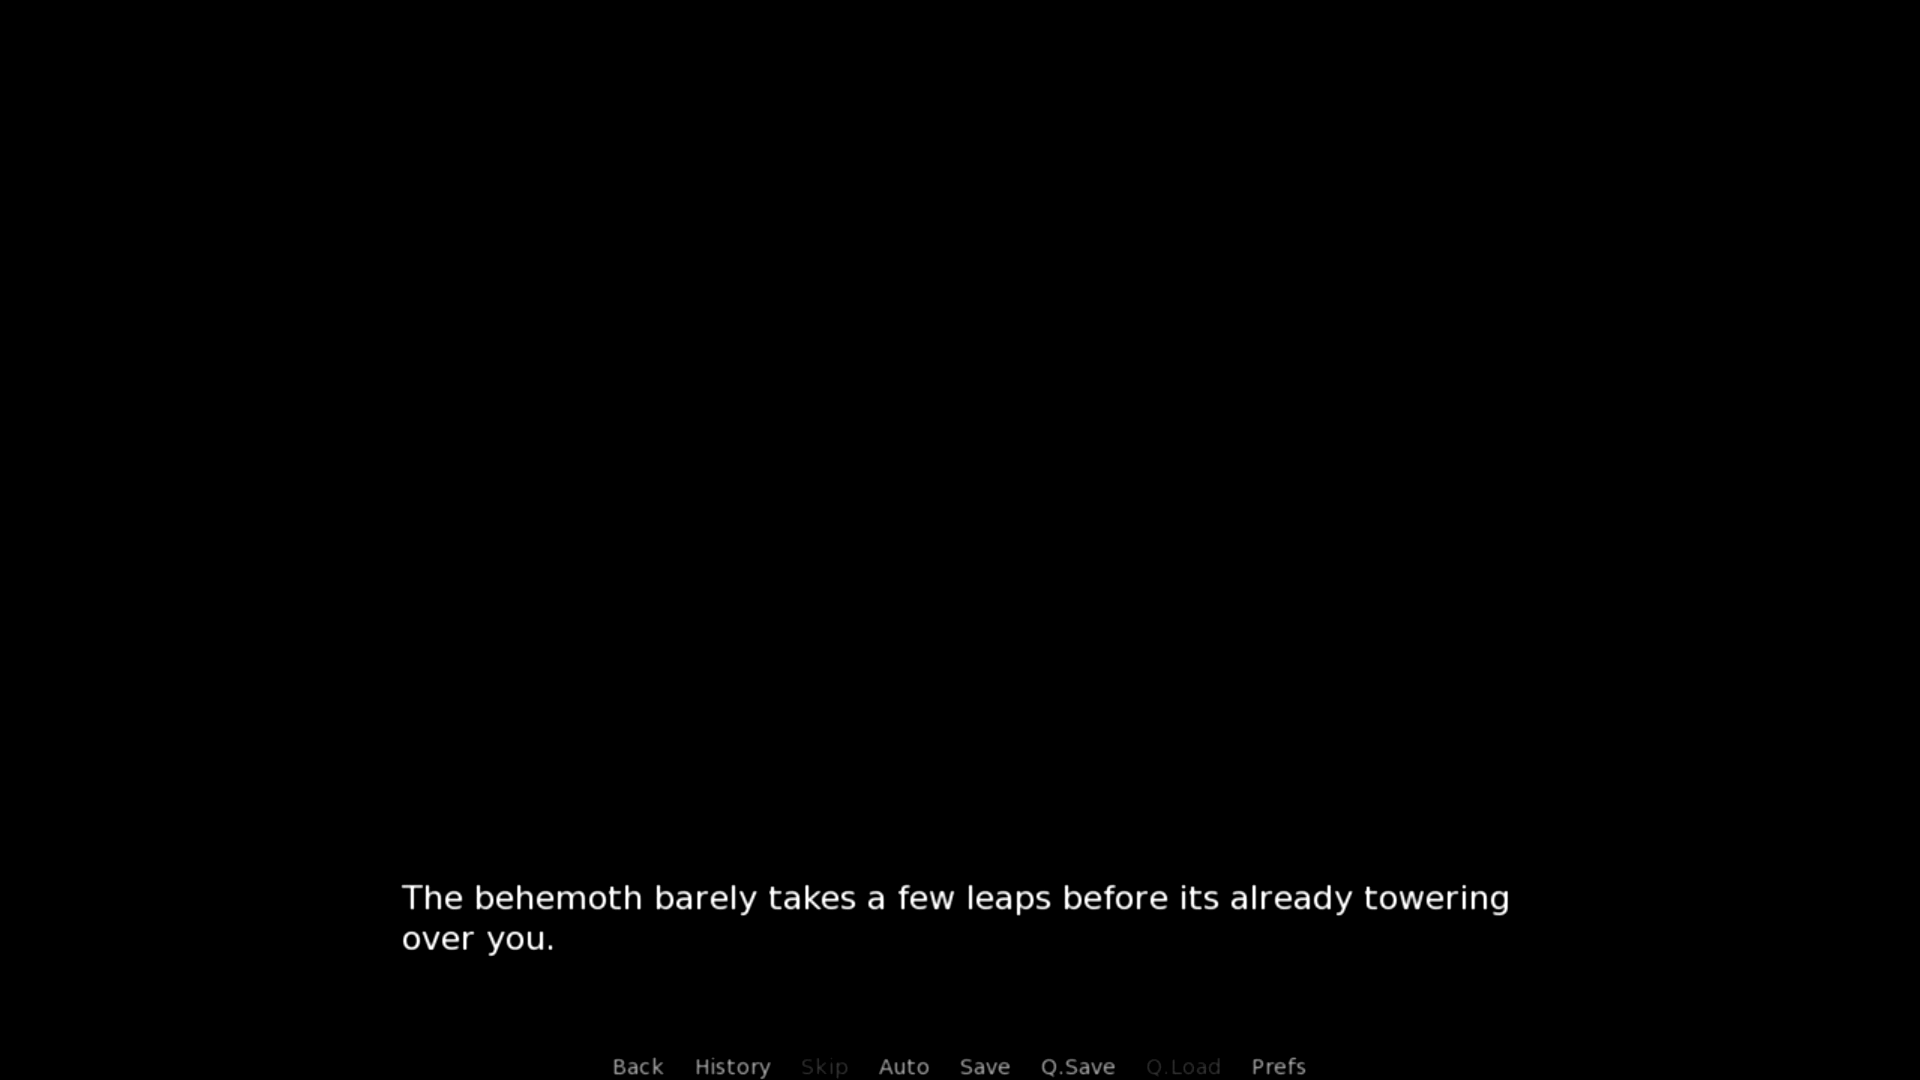 The behemoth barely takes a few leaps before its already towering
over you.
Back History Skip Auto Save Q.Save Q.Load Prefs